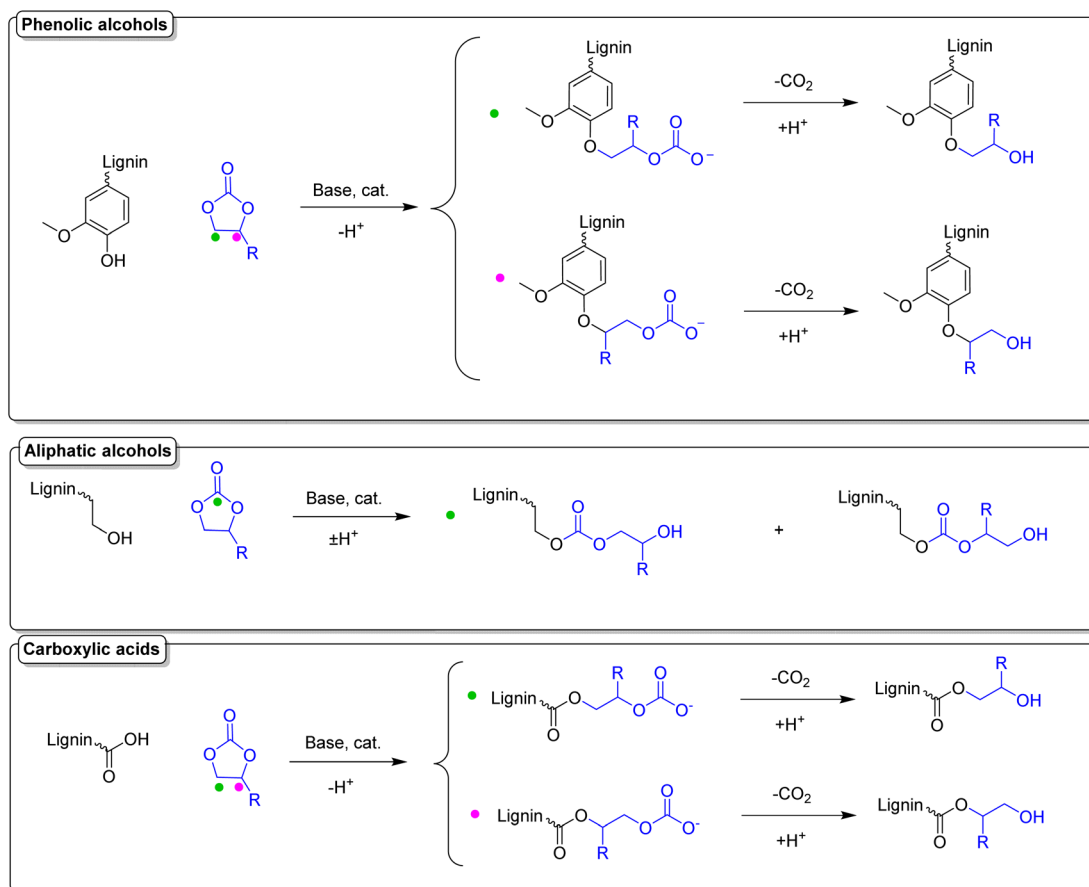 Phenolic alcohols
Lignin
O
OH
O
O
O
R
Base, cat.
-H+
Lignin
O
O
R
O
O
O−
-CO2
+H+
Lignin
O
O
R
OH
Lignin
O
O
R
O
O
O−
-CO2
+H+
Lignin
O
O
R
OH
Aliphatic alcohols
Lignin
OH
O
O
O
R
Base, cat.
±H+
Lignin
O
O
O
OH
R
+
Lignin
O
O
O
R
OH
Carboxylic acids
Lignin
OH
O
O
O
O
R
Base, cat.
-H+
Lignin
O
O
R
O
O
O-
-CO2
+H+
Lignin
O
O
R
OH
Lignin
O
O
R
O
O
O-
-CO2
+H+
Lignin
O
O
R
OH